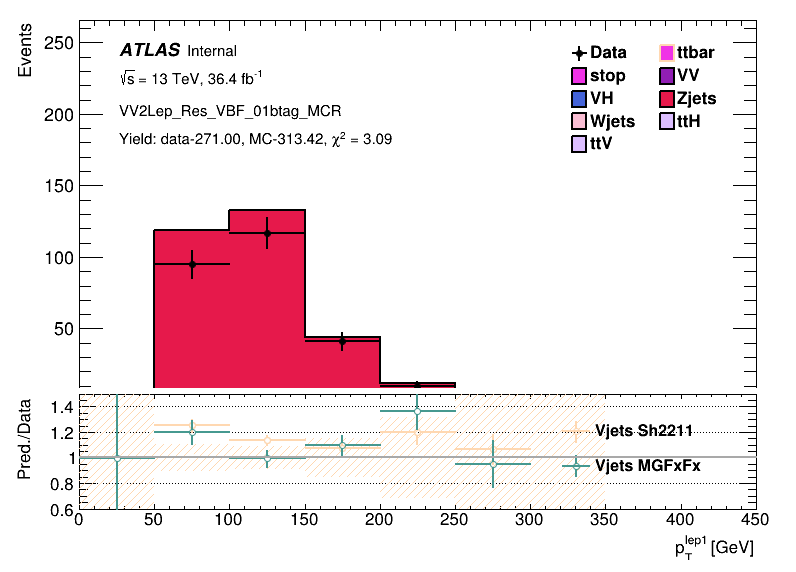 Events
250
200
150
100
50
ATLAS Internal
√s = 13 TeV, 36.4 fb⁻¹
VV2Lep_Res_VBF_01btag_MCR
Yield: data-271.00, MC-313.42, χ² = 3.09
Data
ttbar
stop
VV
VH
Zjets
Wjets
ttH
ttV
Pred./Data
1.4
1.2
1
0.8
0.6
Vjets Sh2211
Vjets MGFxFx
0 50 100 150 200 250 300 350 400 450
p_T^lep1 [GeV]